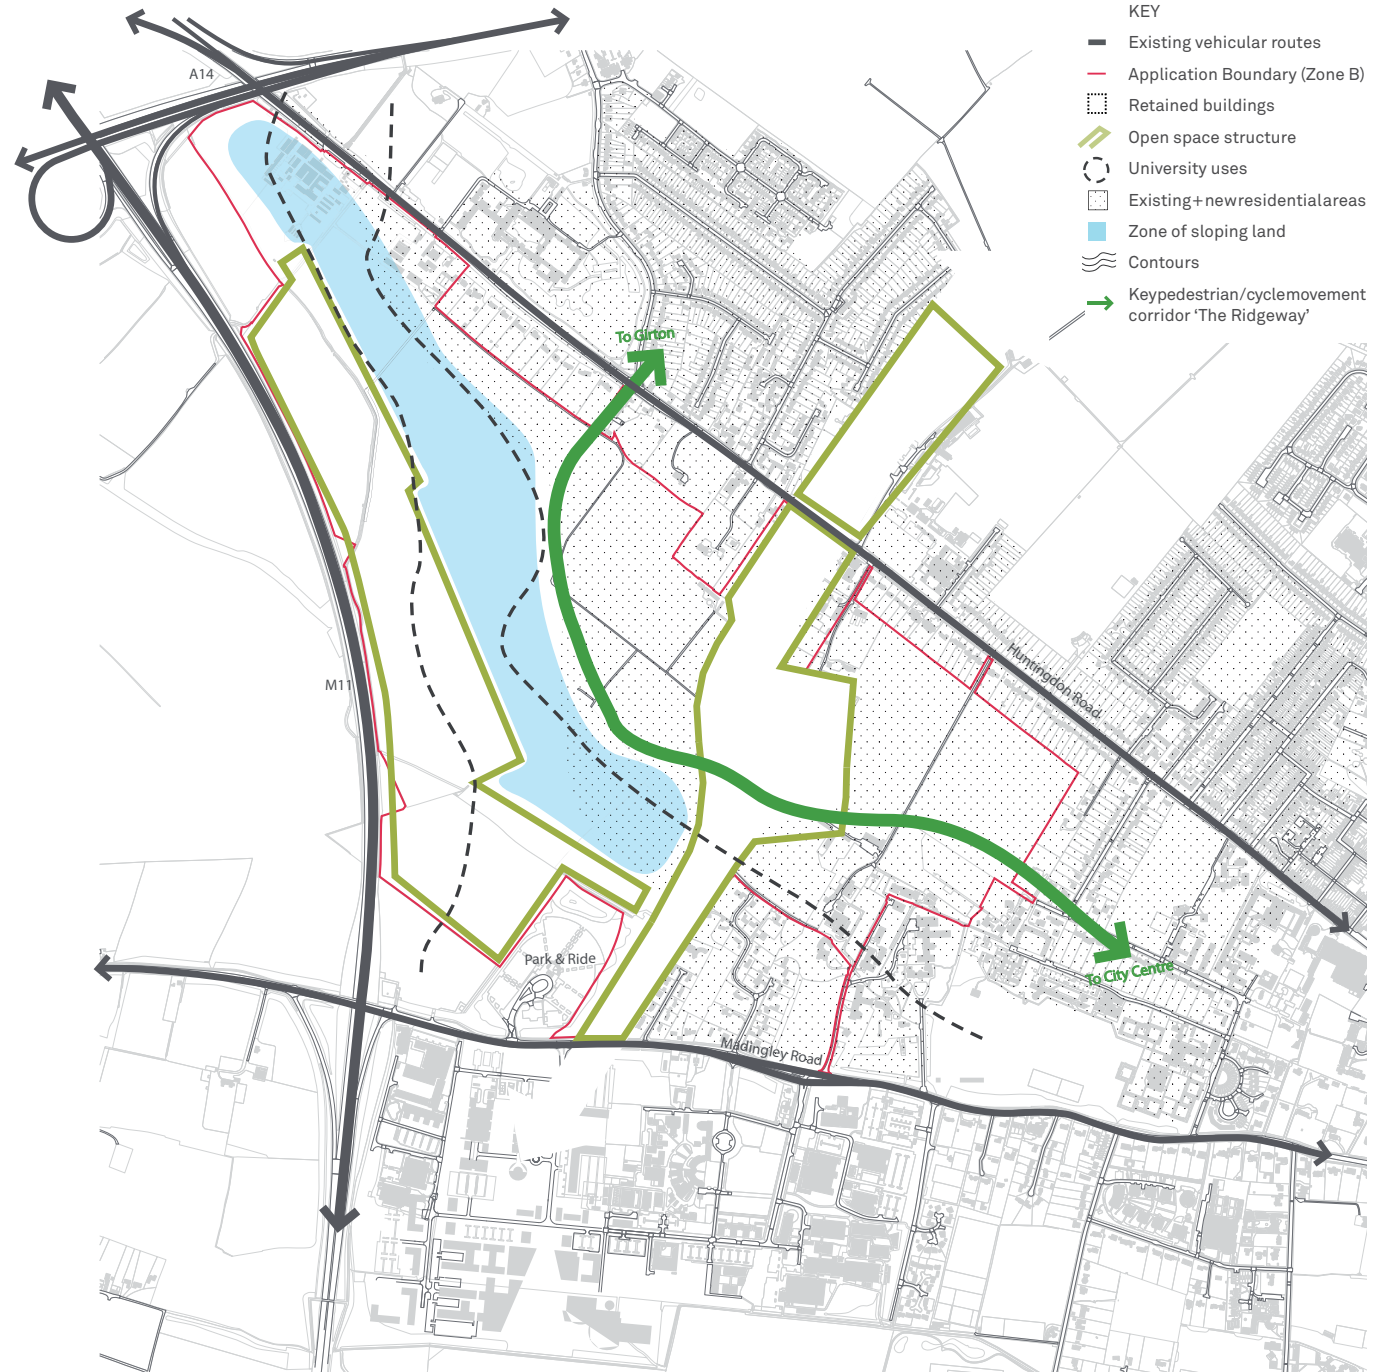 KEY
Existing vehicular routes
Application Boundary (Zone B)
Retained buildings
Open space structure
University uses
Existing+newresidentialareas
Zone of sloping land
Contours
Keypedestrian/cyclemovement
corridor ‘The Ridgeway’
A14
To Girton
Huntingdon Road
M11
Park & Ride
To City Centre
Madingley Road